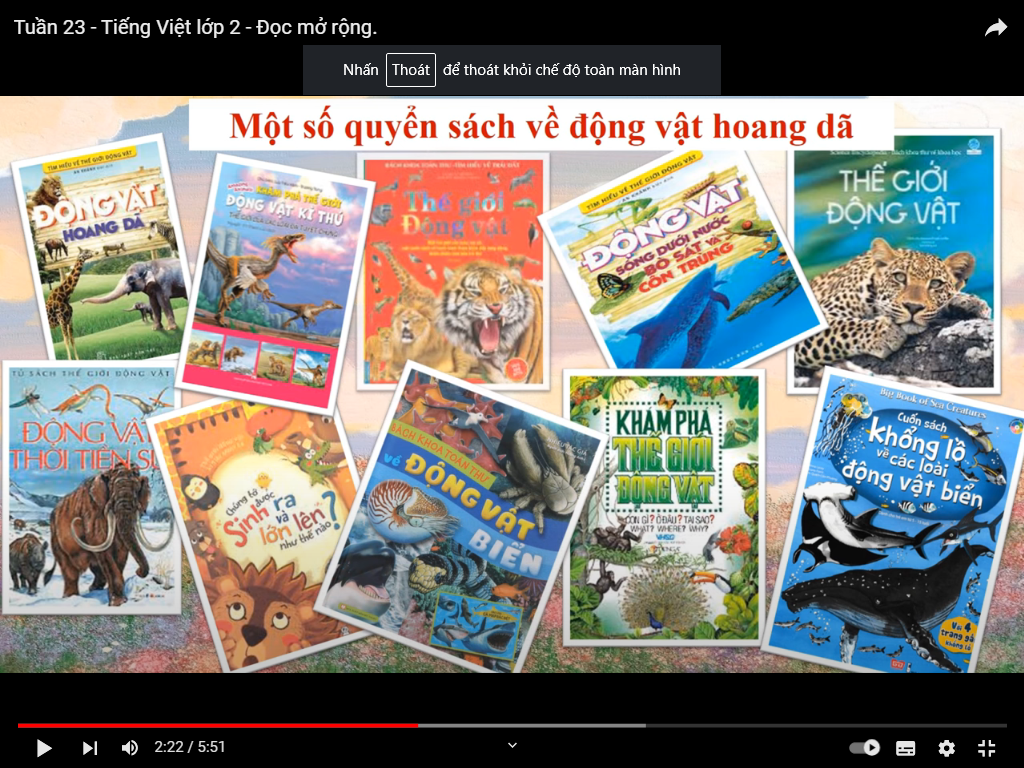 Tuần 23 - Tiếng Việt lớp 2 - Đọc mở rộng.
Nhấn Thoát để thoát khỏi chế độ toàn màn hình
Một số quyển sách về động vật hoang dã
TÌM HIỂU VỀ THẾ GIỚI ĐỘNG VẬT
ĐỘNG VẬT
HOANG DÃ
KHÁM PHÁ THẾ GIỚI
ĐỘNG VẬT KÌ THÚ
Thế giới
Động vật
TÌM HIỂU VỀ THẾ GIỚI ĐỘNG VẬT
ĐỘNG VẬT
SỐNG DƯỚI NƯỚC
BÒ SÁT VÀ
CÔN TRÙNG
THẾ GIỚI
ĐỘNG VẬT
TỦ SÁCH THẾ GIỚI ĐỘNG VẬT
ĐỘNG VẬT
THỜI TIỀN SỬ
Chúng tớ
được
Sinh ra
và
lớn lên?
như thế nào
BÁCH KHOA TOÀN THƯ
về ĐỘNG VẬT
BIỂN
KHÁM PHÁ
THẾ GIỚI
ĐỘNG VẬT
CON GÌ? Ở ĐÂU? TẠI SAO?
WHAT? WHERE? WHY?
Big Book of Sea Creatures
Cuốn sách
khổng lồ
về các loài
động vật biển
Với 4
trang gấp
khổng lồ
2:22 / 5:51